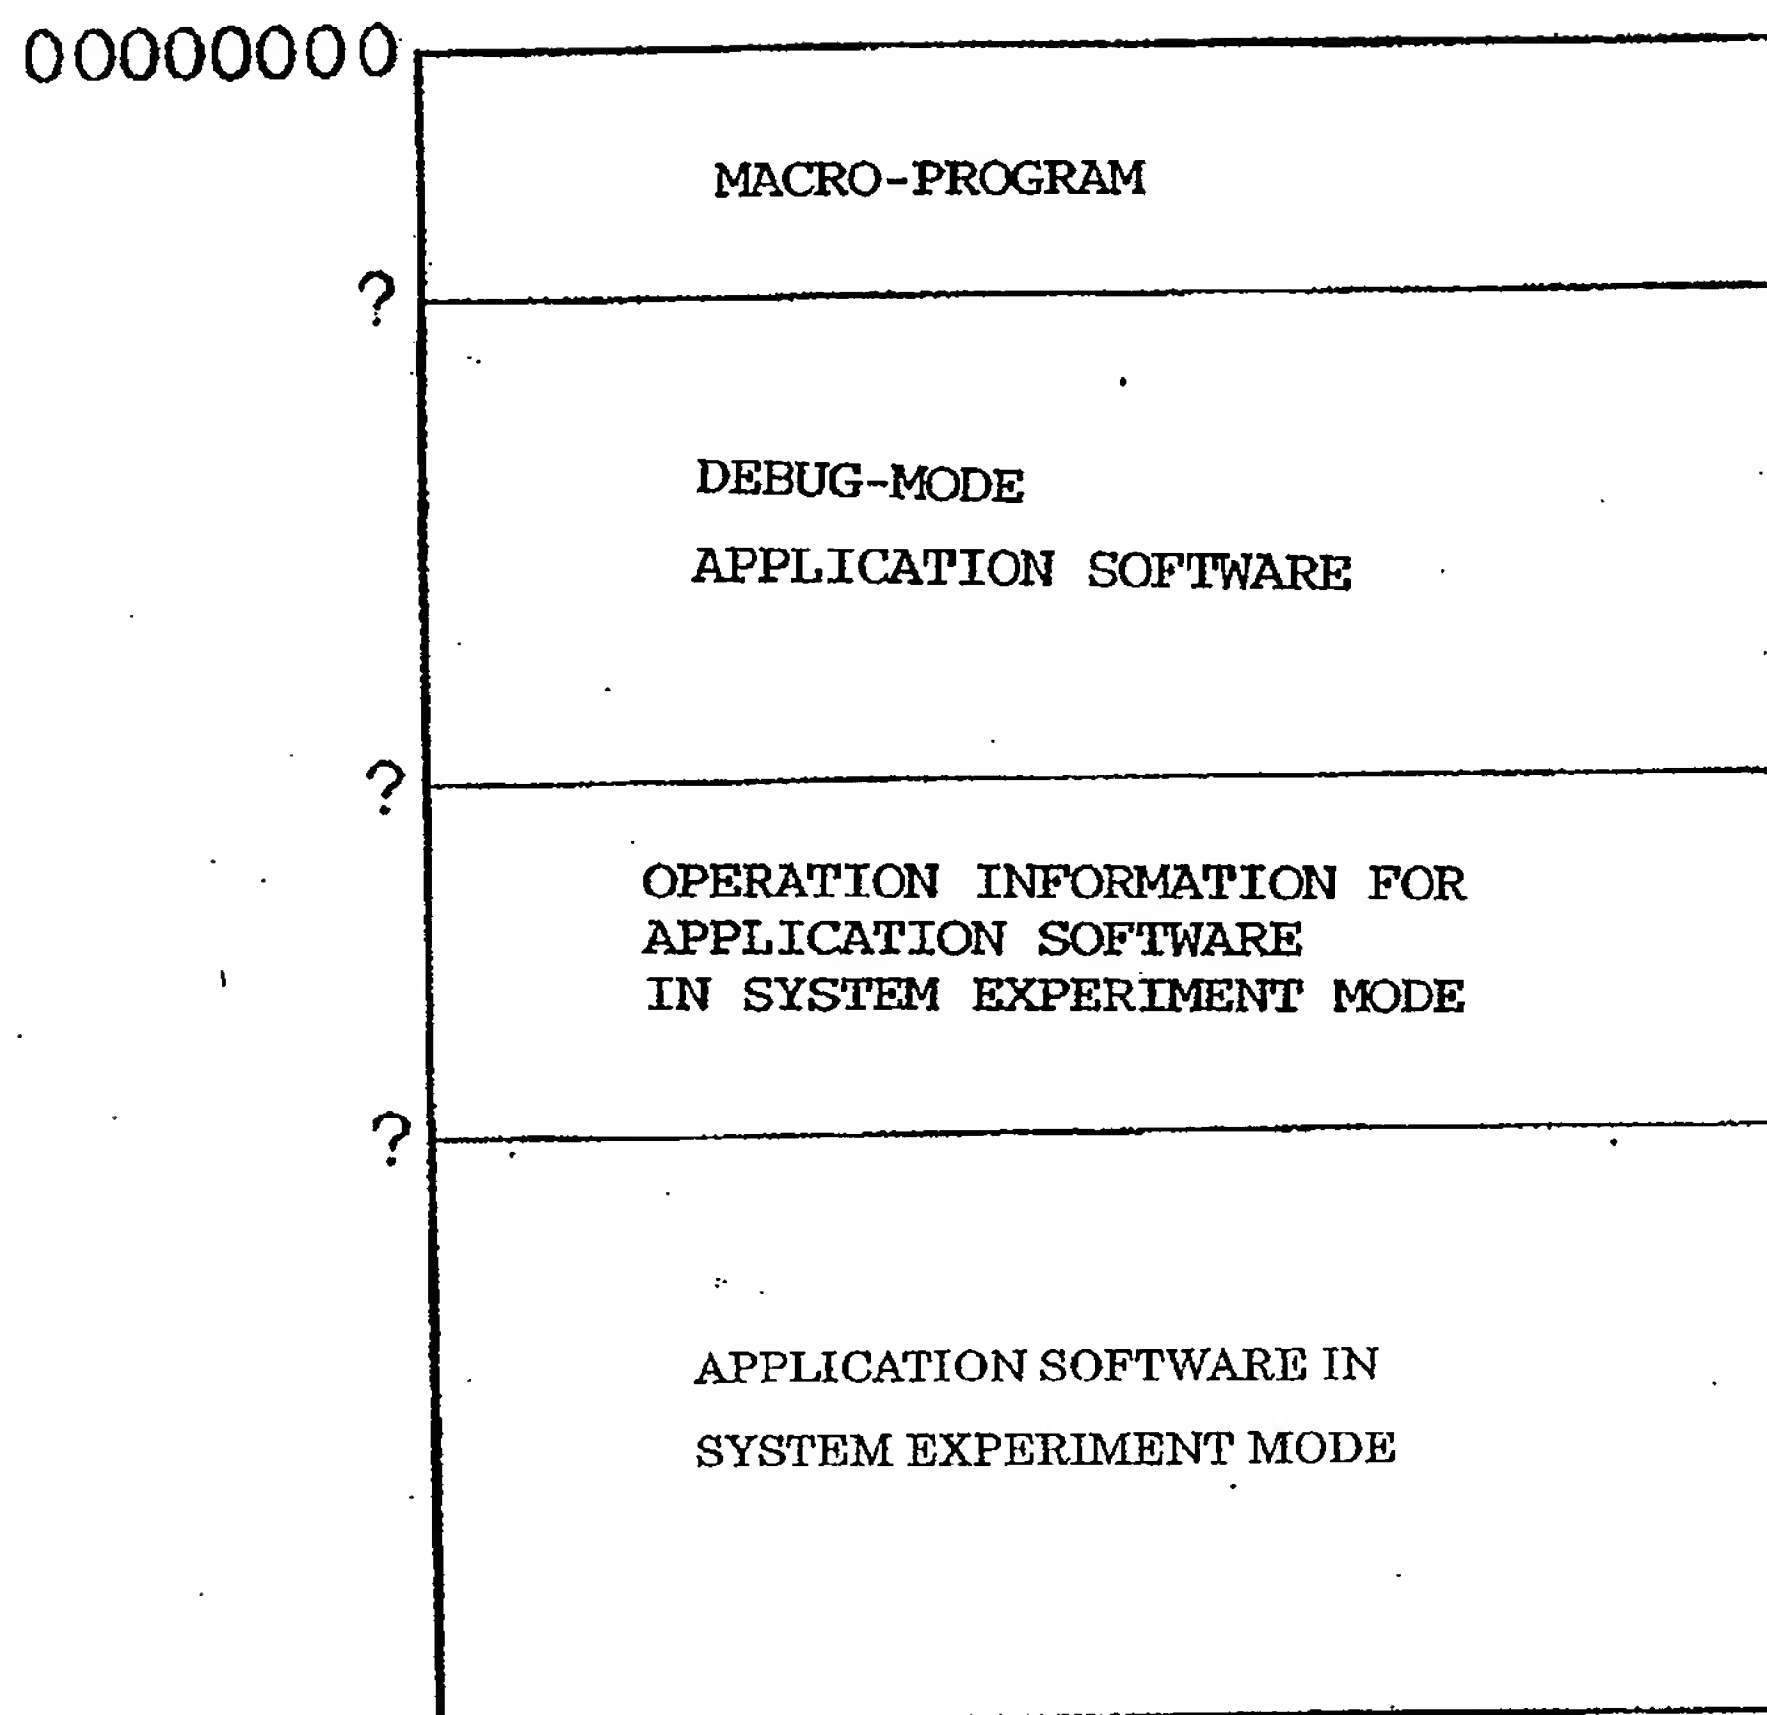 00000000
MACRO-PROGRAM
?
DEBUG-MODE
APPLICATION SOFTWARE
?
OPERATION INFORMATION FOR
APPLICATION SOFTWARE
IN SYSTEM EXPERIMENT MODE
?
APPLICATION SOFTWARE IN
SYSTEM EXPERIMENT MODE